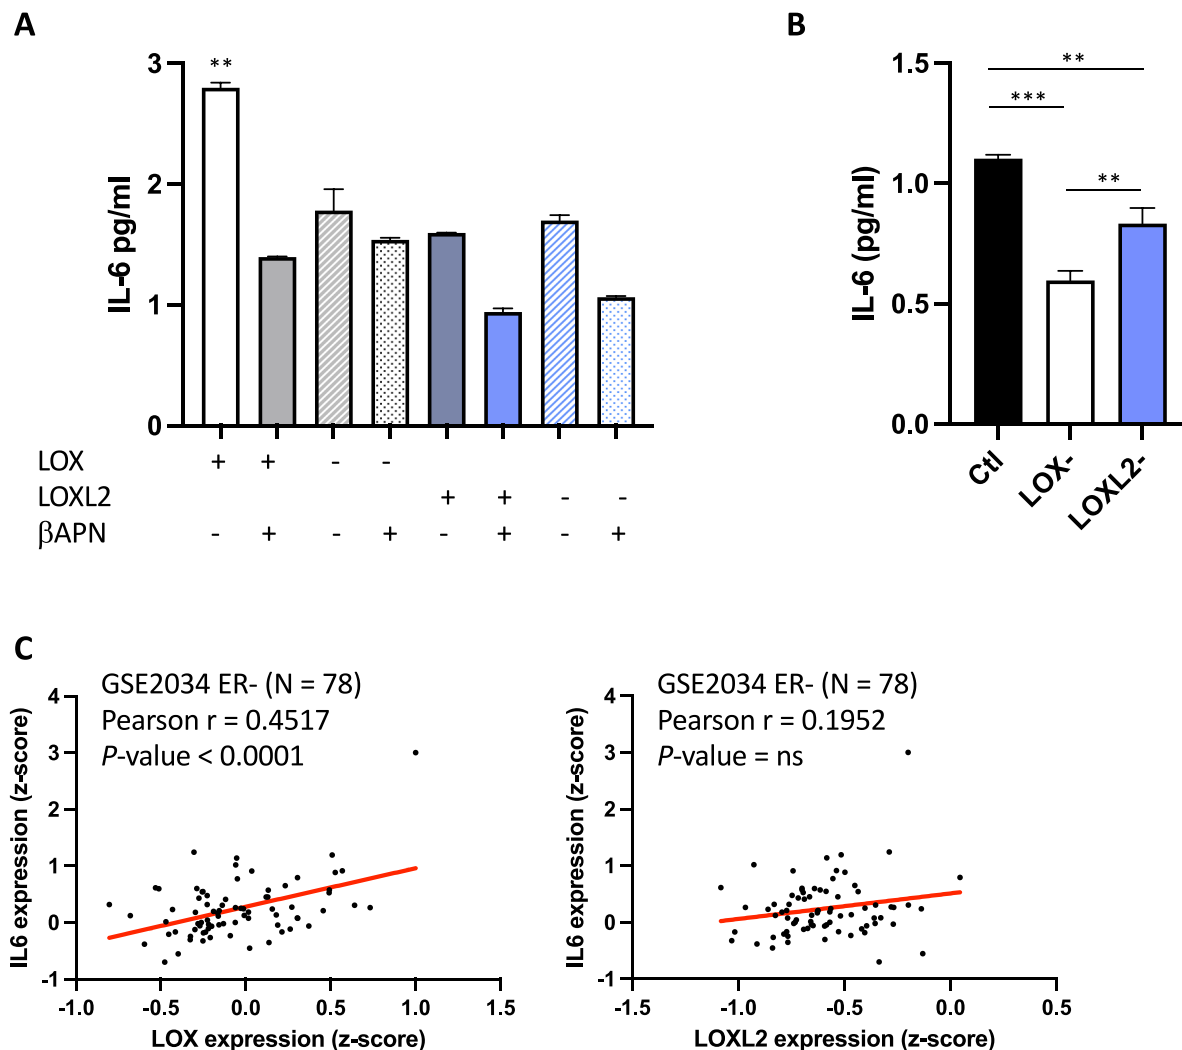 A
**
IL-6 pg/ml
3
2
1
0
LOX + + - -
LOXL2 + + - -
βAPN - + - + - + - +
B
**
***
**
IL-6 (pg/ml)
1.5
1.0
0.5
0.0
Ctl
LOX-
LOXL2-
C
GSE2034 ER- (N = 78)
Pearson r = 0.4517
P-value < 0.0001
IL6 expression (z-score)
4
3
2
1
0
-1
-1.0 -0.5 0.0 0.5 1.0 1.5
LOX expression (z-score)
GSE2034 ER- (N = 78)
Pearson r = 0.1952
P-value = ns
IL6 expression (z-score)
4
3
2
1
0
-1
-1.5 -1.0 -0.5 0.0 0.5
LOXL2 expression (z-score)